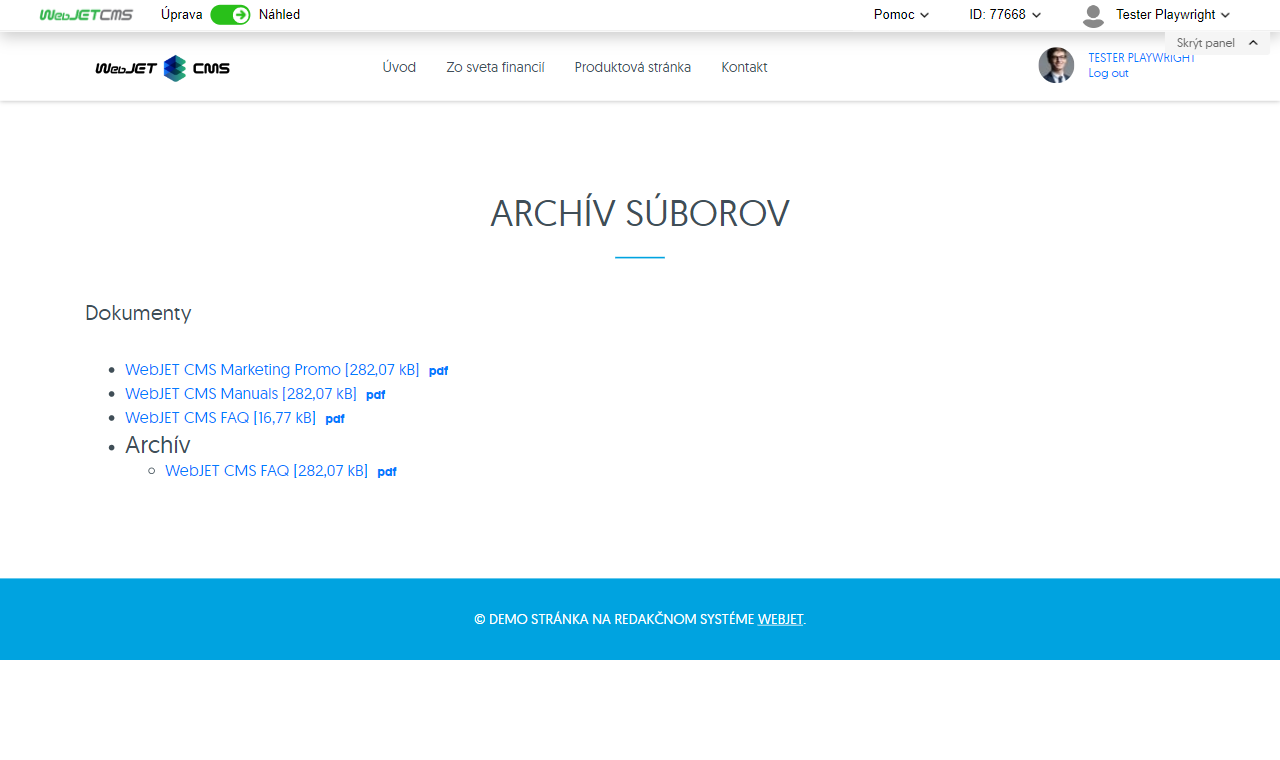 WebJETCMS Úprava Náhled Pomoc ID: 77668 Tester Playwright
Skrýt panel
WebJET CMS Úvod Zo sveta financií Produktová stránka Kontakt TESTER PLAYWRIGHT
Log out
ARCHÍV SÚBOROV
Dokumenty
WebJET CMS Marketing Promo [282,07 kB] pdf
WebJET CMS Manuals [282,07 kB] pdf
WebJET CMS FAQ [16,77 kB] pdf
Archív
WebJET CMS FAQ [282,07 kB] pdf
© DEMO STRÁNKA NA REDAKČNOM SYSTÉME WEBJET.